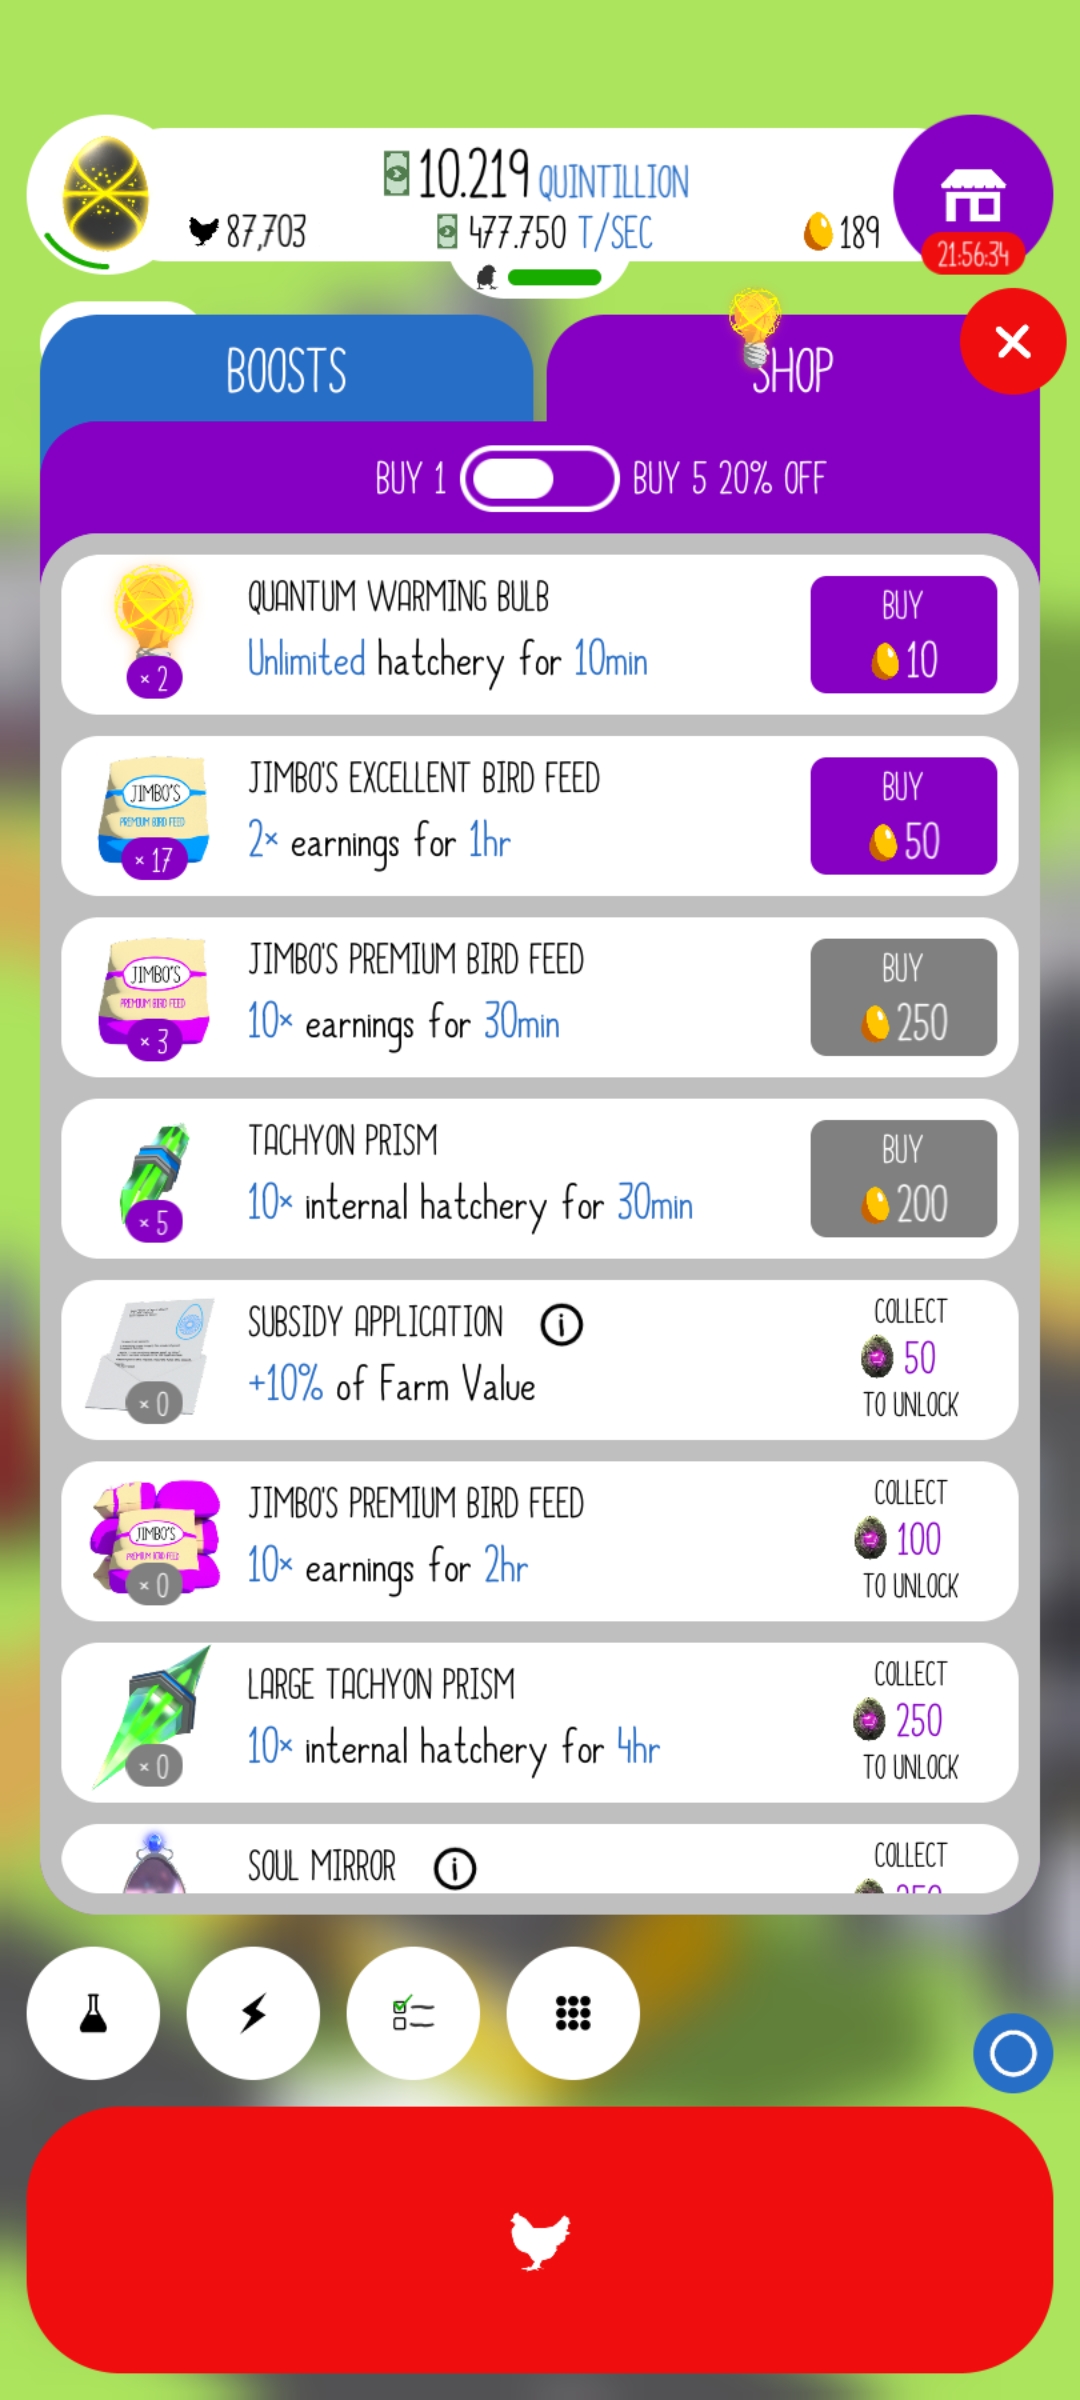 10.219 QUINTILLION
87,703
477.750 T/SEC
189
21:56:34
BOOSTS
SHOP
BUY 1
BUY 5 20% OFF
QUANTUM WARMING BULB
Unlimited hatchery for 10min
× 2
BUY
10
JIMBO'S EXCELLENT BIRD FEED
2× earnings for 1hr
JIMBO'S
PREMIUM BIRD FEED
× 17
BUY
50
JIMBO'S PREMIUM BIRD FEED
10× earnings for 30min
JIMBO'S
PREMIUM BIRD FEED
× 3
BUY
250
TACHYON PRISM
10× internal hatchery for 30min
× 5
BUY
200
SUBSIDY APPLICATION i
+10% of Farm Value
× 0
COLLECT
50
TO UNLOCK
JIMBO'S PREMIUM BIRD FEED
10× earnings for 2hr
JIMBO'S
PREMIUM BIRD FEED
× 0
COLLECT
100
TO UNLOCK
LARGE TACHYON PRISM
10× internal hatchery for 4hr
× 0
COLLECT
250
TO UNLOCK
SOUL MIRROR i
COLLECT